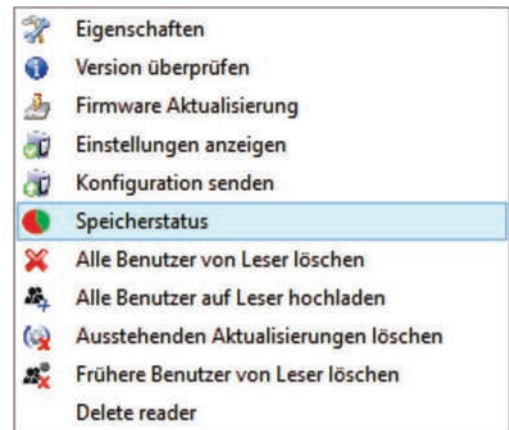 Eigenschaften
Version überprüfen
Firmware Aktualisierung
Einstellungen anzeigen
Konfiguration senden
Speicherstatus
Alle Benutzer von Leser löschen
Alle Benutzer auf Leser hochladen
Ausstehenden Aktualisierungen löschen
Frühere Benutzer von Leser löschen
Delete reader